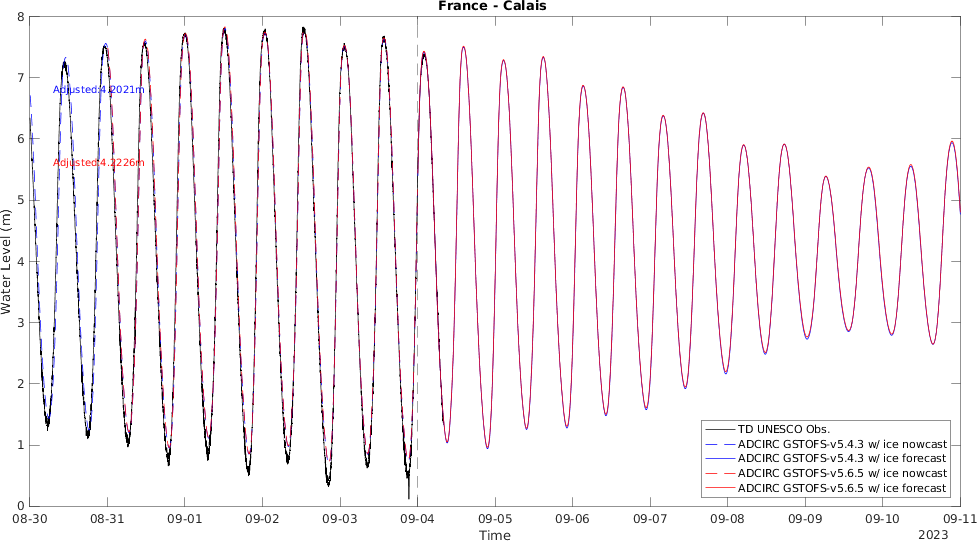 France - Calais
8
7
6
5
4
3
2
1
0
Water Level (m)
Adjusted:4.2021m
Adjusted:4.2226m
TD UNESCO Obs.
ADCIRC GSTOFS-v5.4.3 w/ ice nowcast
ADCIRC GSTOFS-v5.4.3 w/ ice forecast
ADCIRC GSTOFS-v5.6.5 w/ ice nowcast
ADCIRC GSTOFS-v5.6.5 w/ ice forecast
08-30 08-31 09-01 09-02 09-03 09-04 09-05 09-06 09-07 09-08 09-09 09-10 09-11
Time
2023